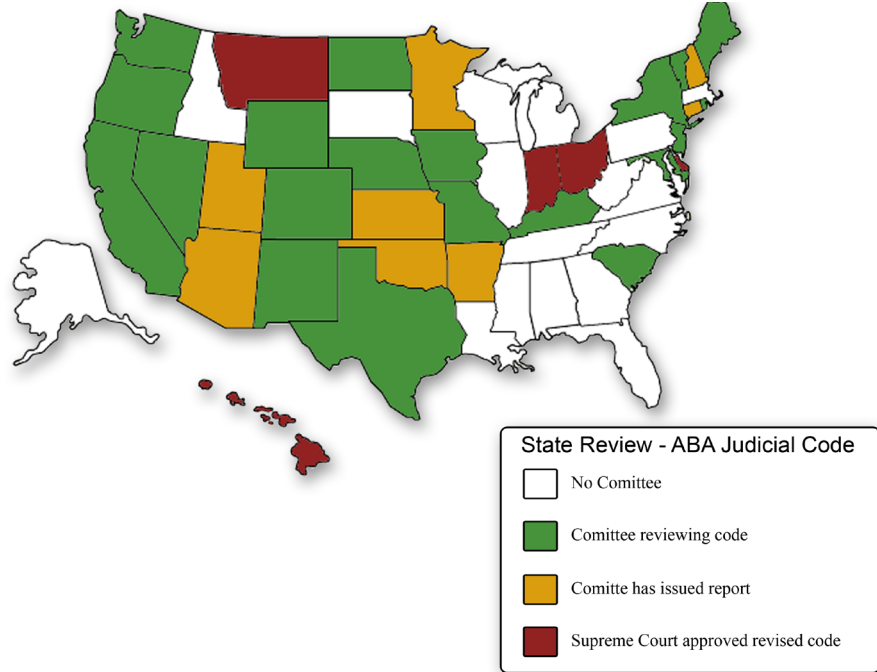 State Review - ABA Judicial Code
No Comittee
Comittee reviewing code
Comitte has issued report
Supreme Court approved revised code